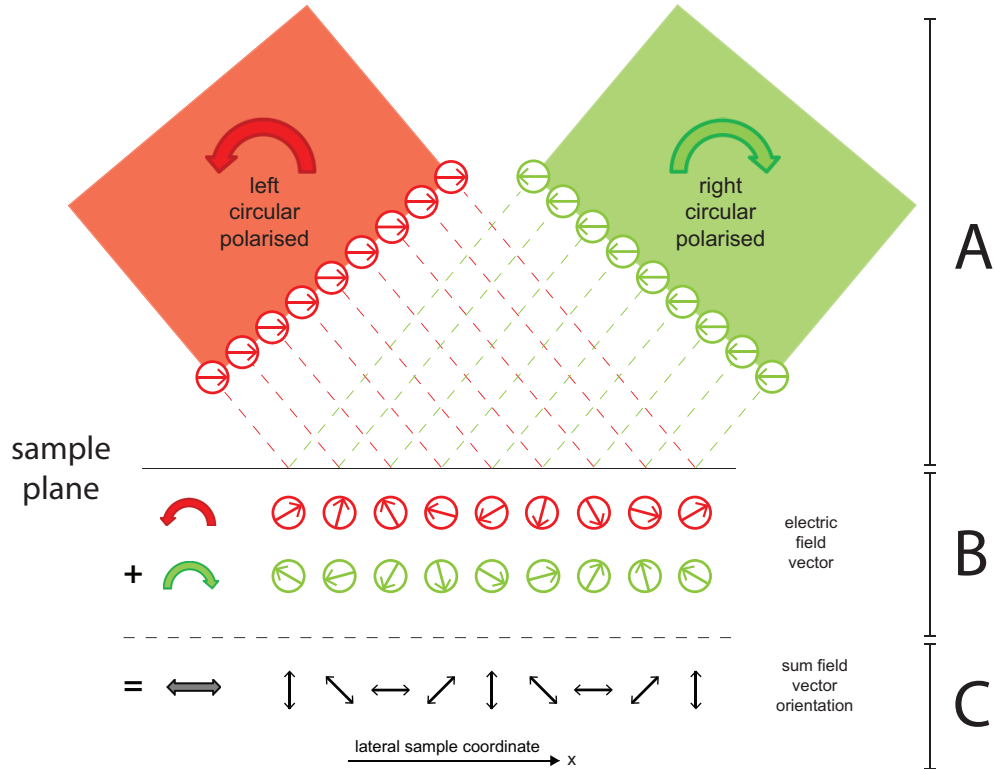 left
circular
polarised
right
circular
polarised
A
sample
plane
+
electric
field
vector
B
=
sum field
vector
orientation
C
lateral sample coordinate
x